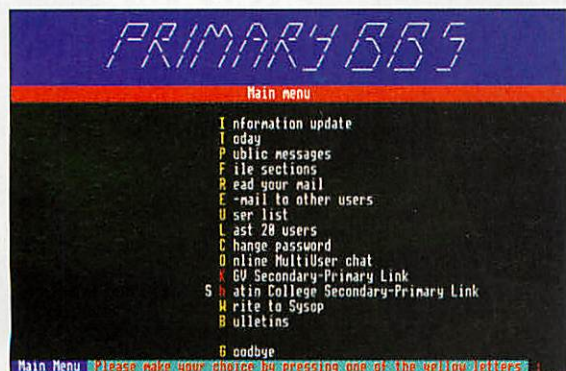 PRIMARY BBS
Main menu
I nformation update
T oday
P ublic messages
F ile sections
R ead your mail
E -mail to other users
U ser list
L ast 20 users
C hange password
O nline MultiUser chat
K GV Secondary-Primary Link
S h atin College Secondary-Primary Link
W rite to Sysop
B ulletins
G oodbye
Main Menu Please make your choice by pressing one of the yellow letters :